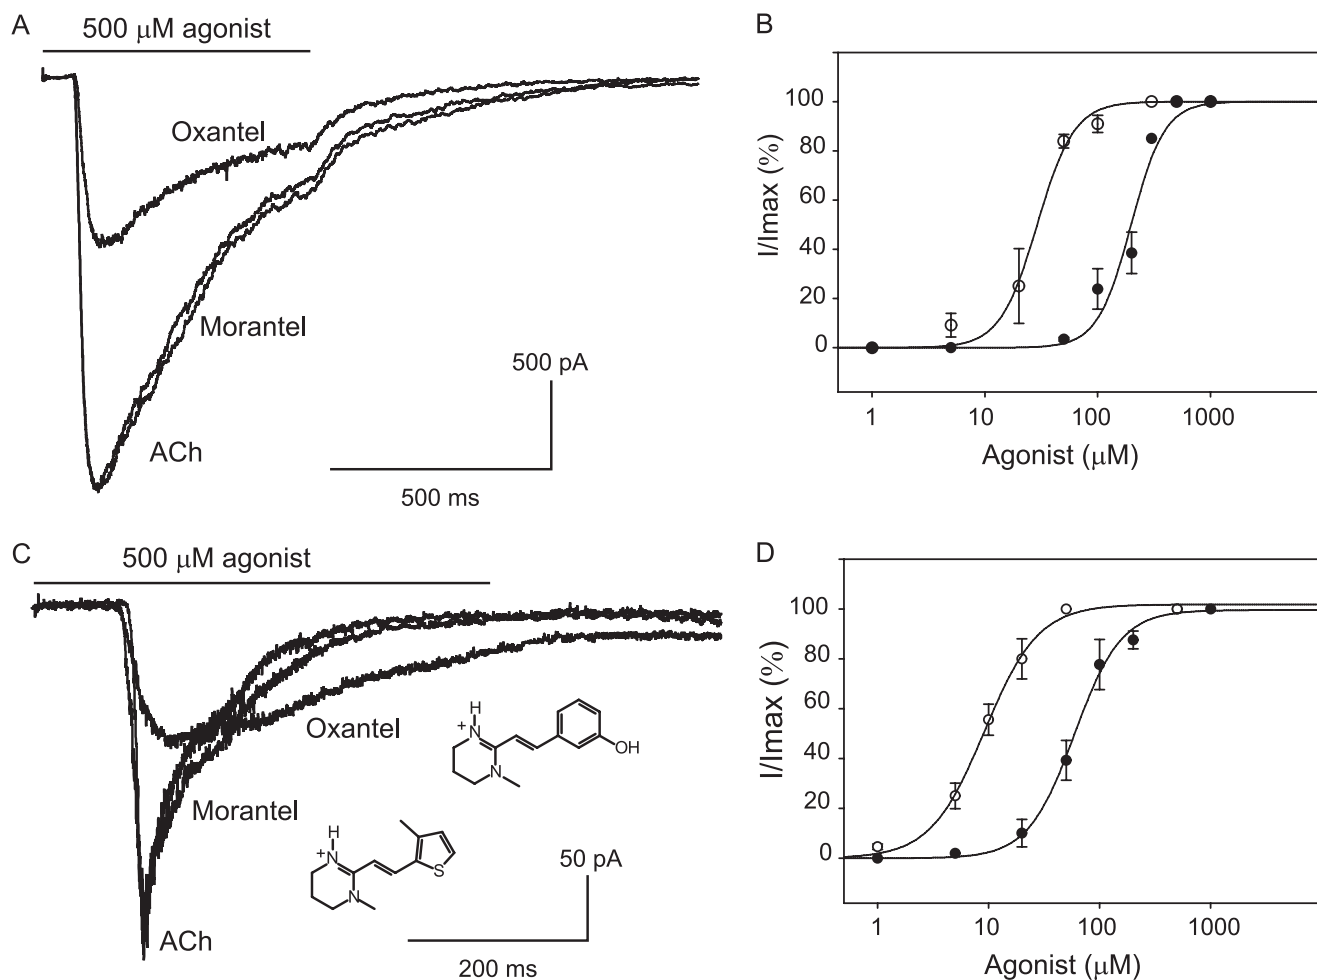 A
500 μM agonist
Oxantel
Morantel
ACh
500 pA
500 ms
B
I/Imax (%)
100
80
60
40
20
0
1
10
100
1000
Agonist (μM)
C
500 μM agonist
Oxantel
Morantel
ACh
H
+
N
N
OH
H
+
N
N
S
50 pA
200 ms
D
I/Imax (%)
100
80
60
40
20
0
1
10
100
1000
Agonist (μM)